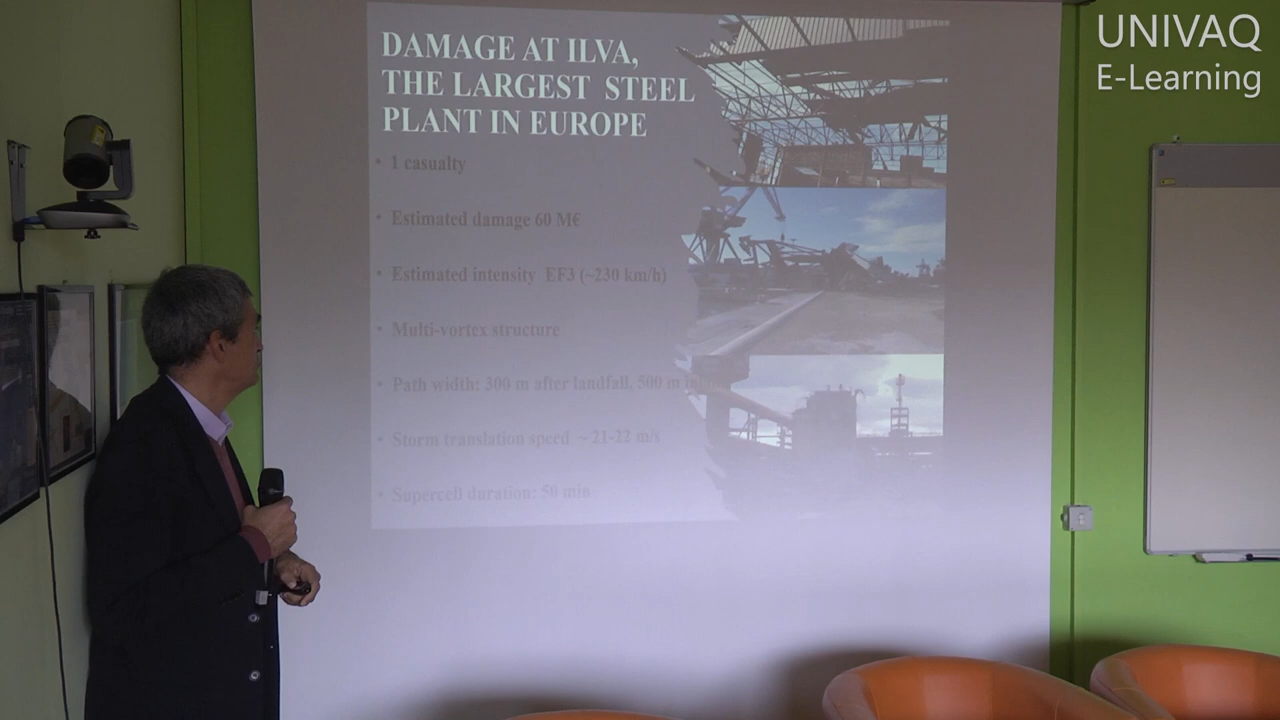 UNIVAQ
E-Learning
DAMAGE AT ILVA,
THE LARGEST STEEL
PLANT IN EUROPE
• 1 casualty
• Estimated damage 60 M€
• Estimated intensity EF3 (~230 km/h)
• Multi-vortex structure
• Path width: 300 m after landfall, 500 m
• Storm translation speed ~ 21-22 m/s
• Supercell duration: 50 min